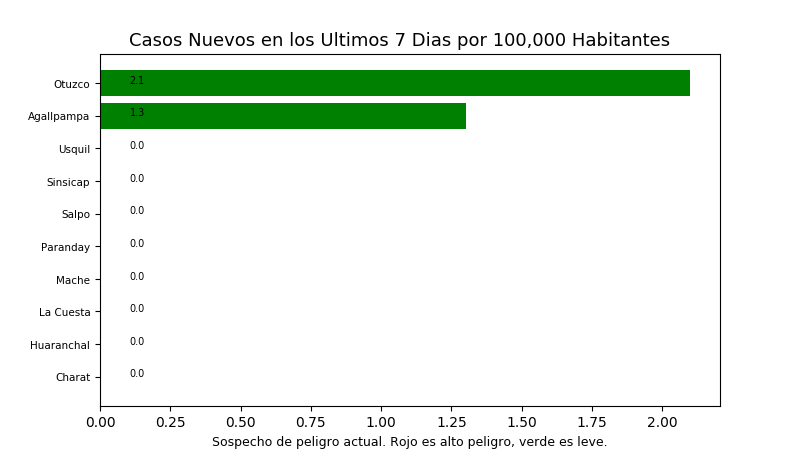 Casos Nuevos en los Ultimos 7 Dias por 100,000 Habitantes
Otuzco 2.1
Agallpampa 1.3
Usquil 0.0
Sinsicap 0.0
Salpo 0.0
Paranday 0.0
Mache 0.0
La Cuesta 0.0
Huaranchal 0.0
Charat 0.0
0.00 0.25 0.50 0.75 1.00 1.25 1.50 1.75 2.00
Sospecho de peligro actual. Rojo es alto peligro, verde es leve.